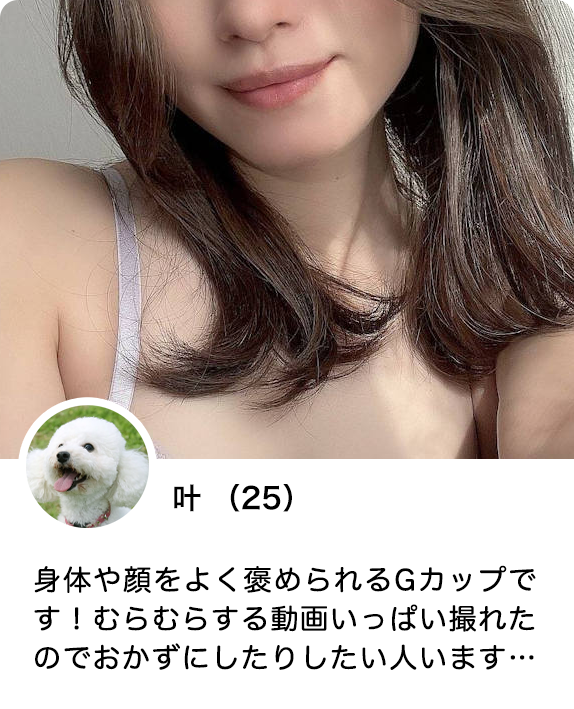 叶 （25）
身体や顔をよく褒められるGカップで
す！むらむらする動画いっぱい撮れた
のでおかずにしたりしたい人います…